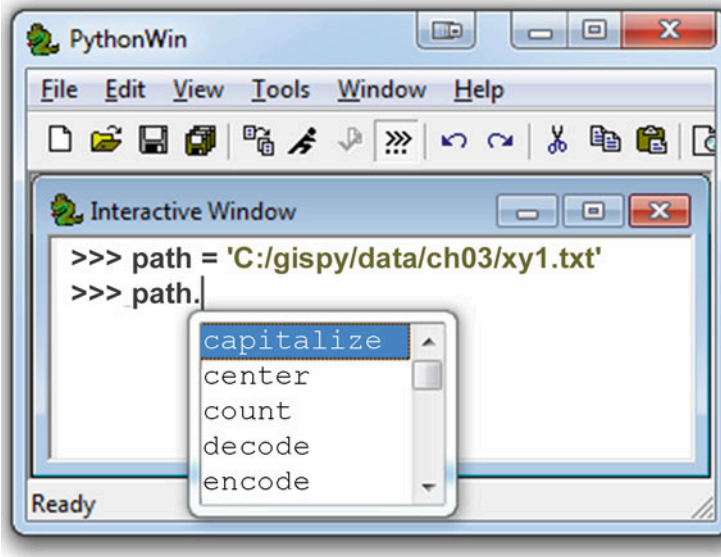 PythonWin
File Edit View Tools Window Help
>>>
Interactive Window
>>> path = 'C:/gispy/data/ch03/xy1.txt'
>>> path.
capitalize
center
count
decode
encode
Ready